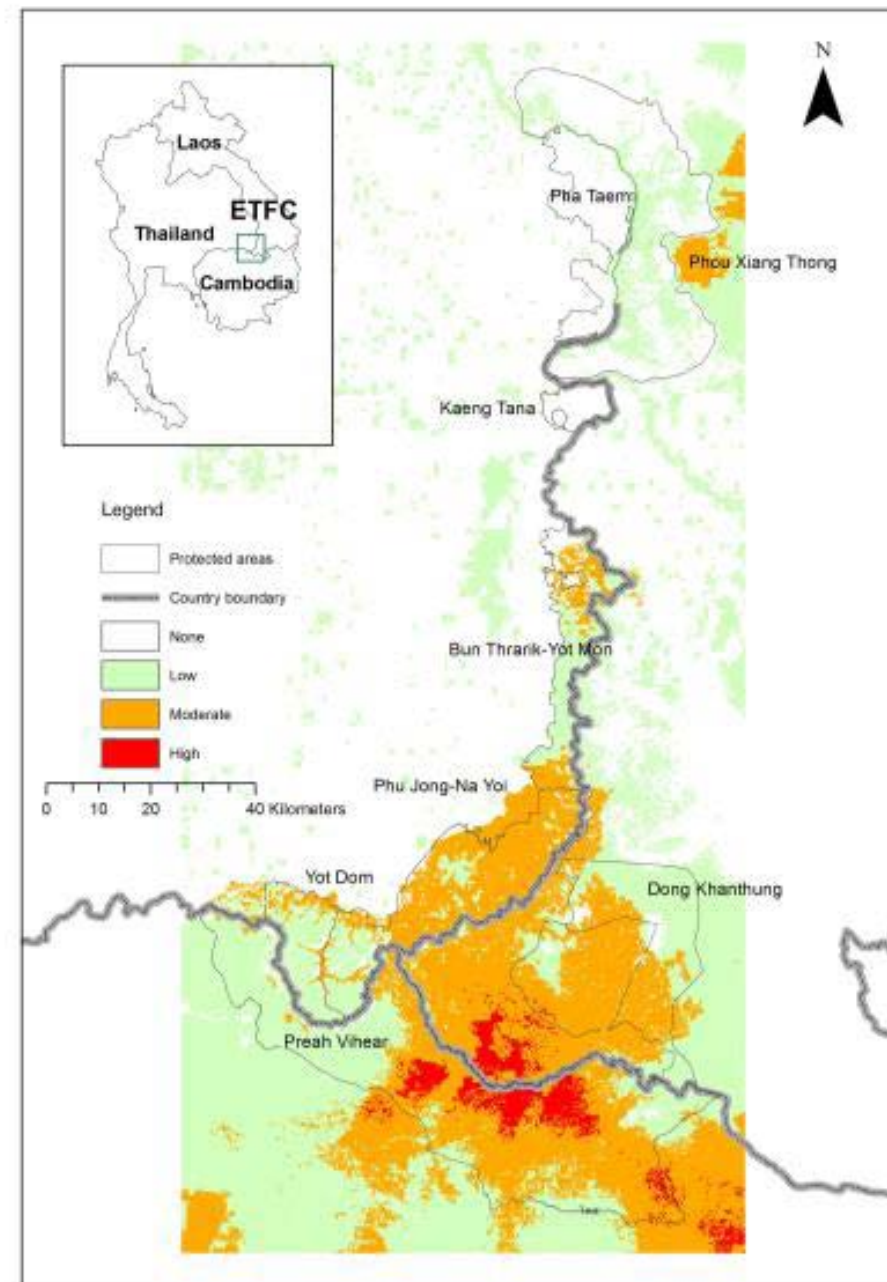 N
Laos
ETFC
Thailand
Cambodia
Pha Taem
Phou Xiang Thong
Kaeng Tana
Legend
Protected areas
Country boundary
None
Low
Moderate
High
Bun Thrarik-Yot Mon
0 10 20 40 Kilometers
Phu Jong-Na Yoi
Yot Dom
Dong Khanthung
Preah Vihear